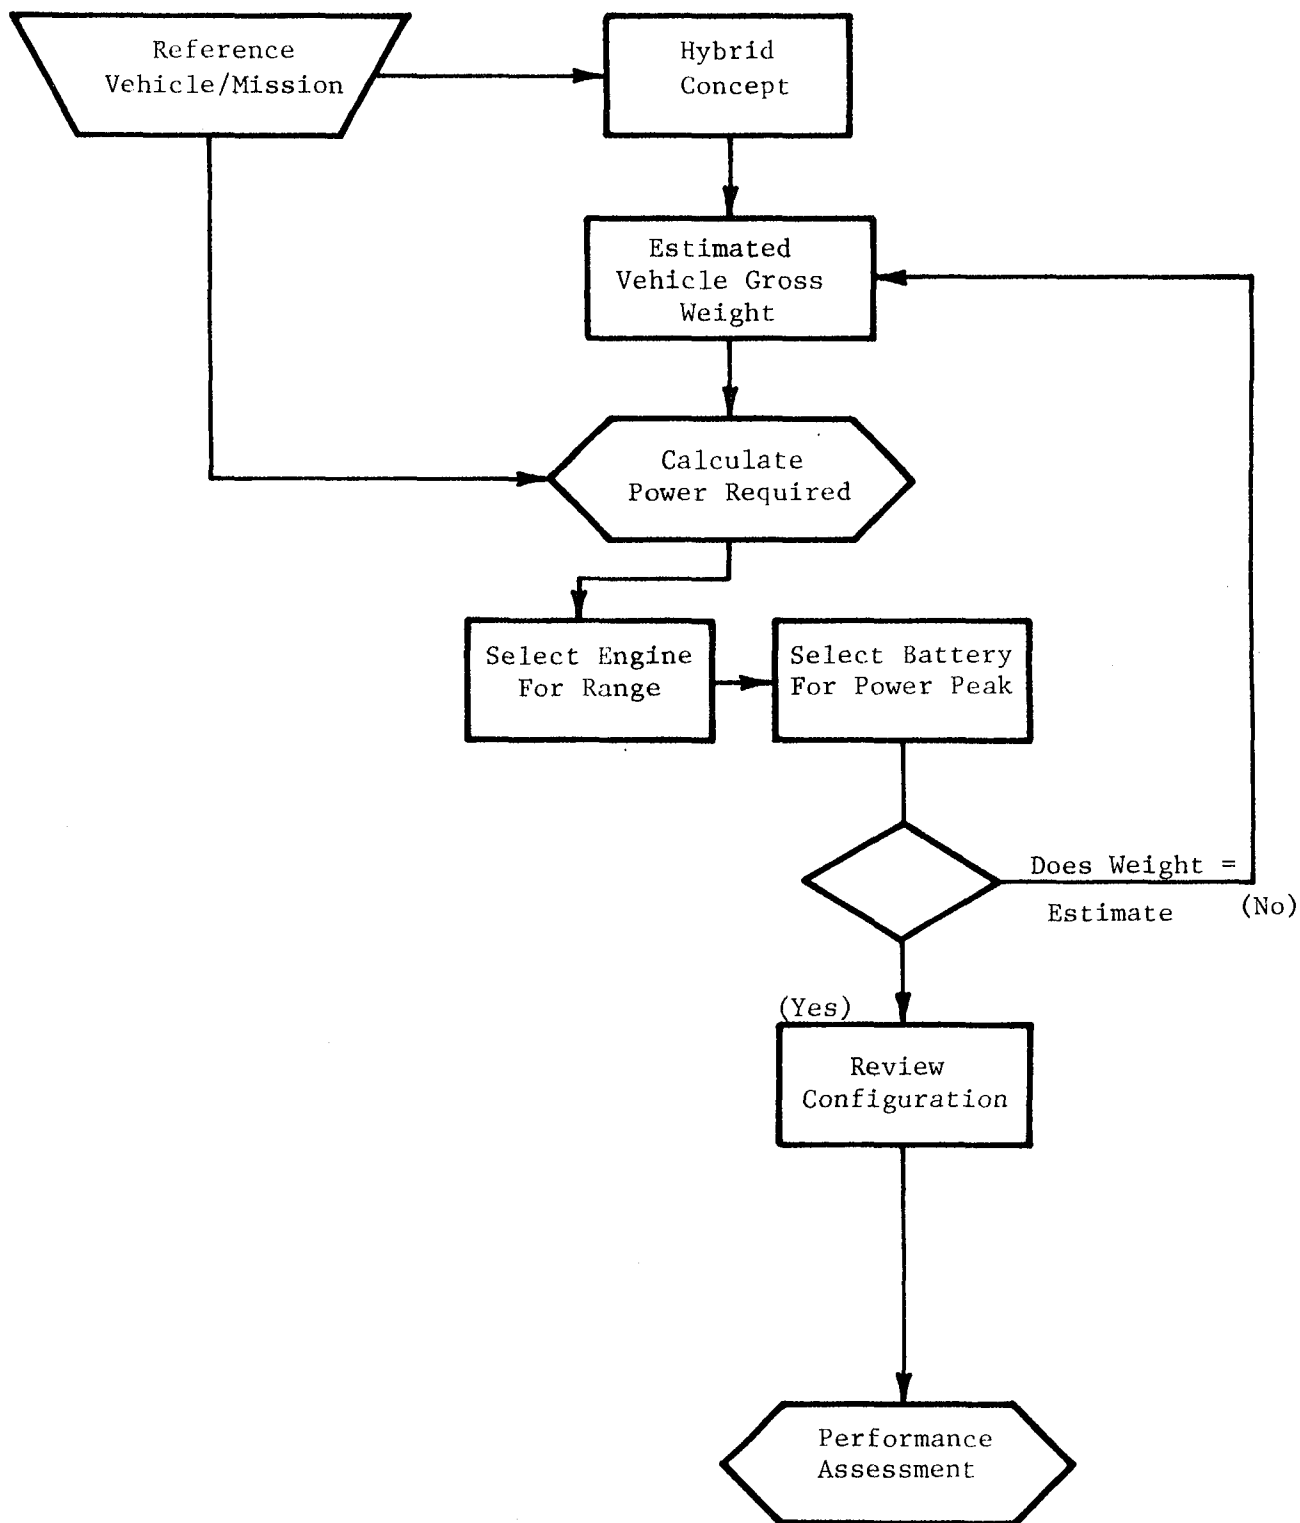 Reference
Vehicle/Mission
Hybrid
Concept
Estimated
Vehicle Gross
Weight
Calculate
Power Required
Select Engine
For Range
Select Battery
For Power Peak
Does Weight =
Estimate
(No)
(Yes)
Review
Configuration
Performance
Assessment